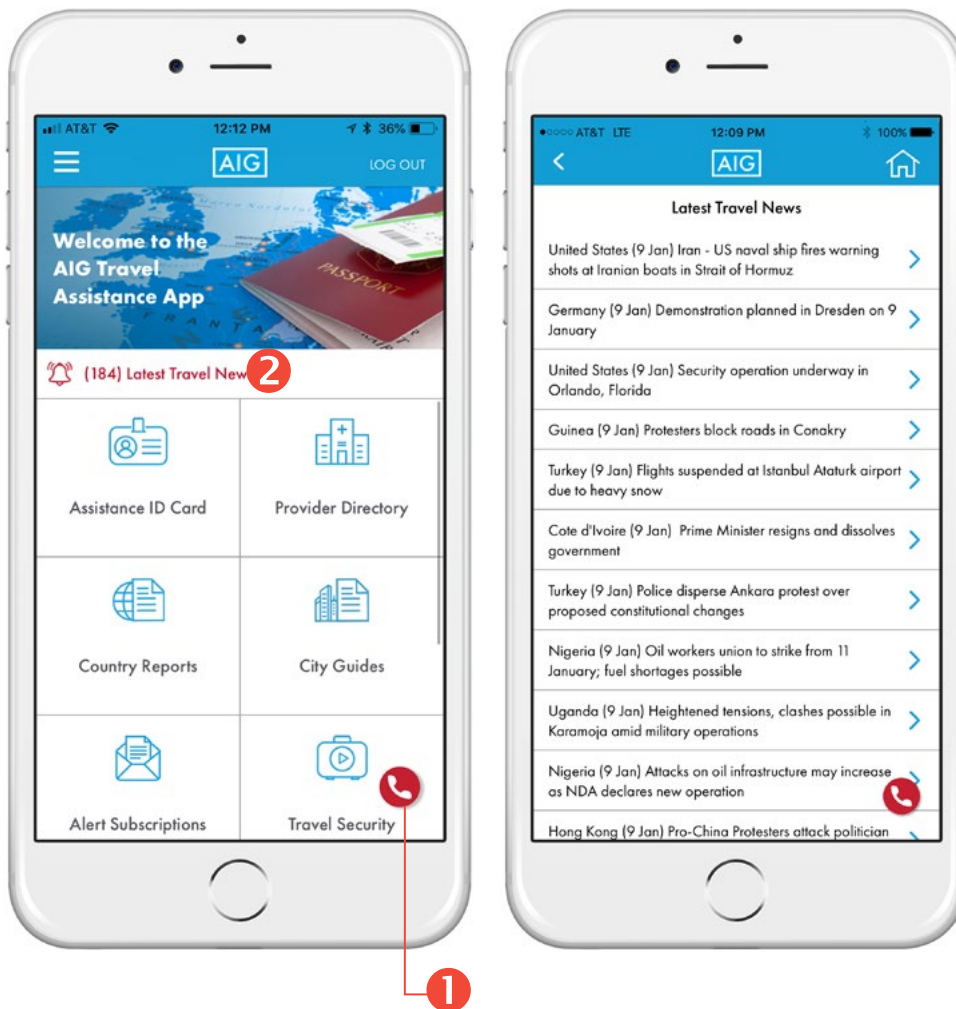 AT&T 12:12 PM 36%
AIG LOG OUT
Welcome to the
AIG Travel
Assistance App
PASSPORT
FRANTA
(184) Latest Travel New
2
Assistance ID Card Provider Directory
Country Reports City Guides
Alert Subscriptions Travel Security
1
AT&T LTE 12:09 PM 100%
AIG
Latest Travel News
United States (9 Jan) Iran - US naval ship fires warning
shots at Iranian boats in Strait of Hormuz
Germany (9 Jan) Demonstration planned in Dresden on 9
January
United States (9 Jan) Security operation underway in
Orlando, Florida
Guinea (9 Jan) Protesters block roads in Conakry
Turkey (9 Jan) Flights suspended at Istanbul Ataturk airport
due to heavy snow
Cote d'Ivoire (9 Jan) Prime Minister resigns and dissolves
government
Turkey (9 Jan) Police disperse Ankara protest over
proposed constitutional changes
Nigeria (9 Jan) Oil workers union to strike from 11
January; fuel shortages possible
Uganda (9 Jan) Heightened tensions, clashes possible in
Karamoja amid military operations
Nigeria (9 Jan) Attacks on oil infrastructure may increase
as NDA declares new operation
Hong Kong (9 Jan) Pro-China Protesters attack politician